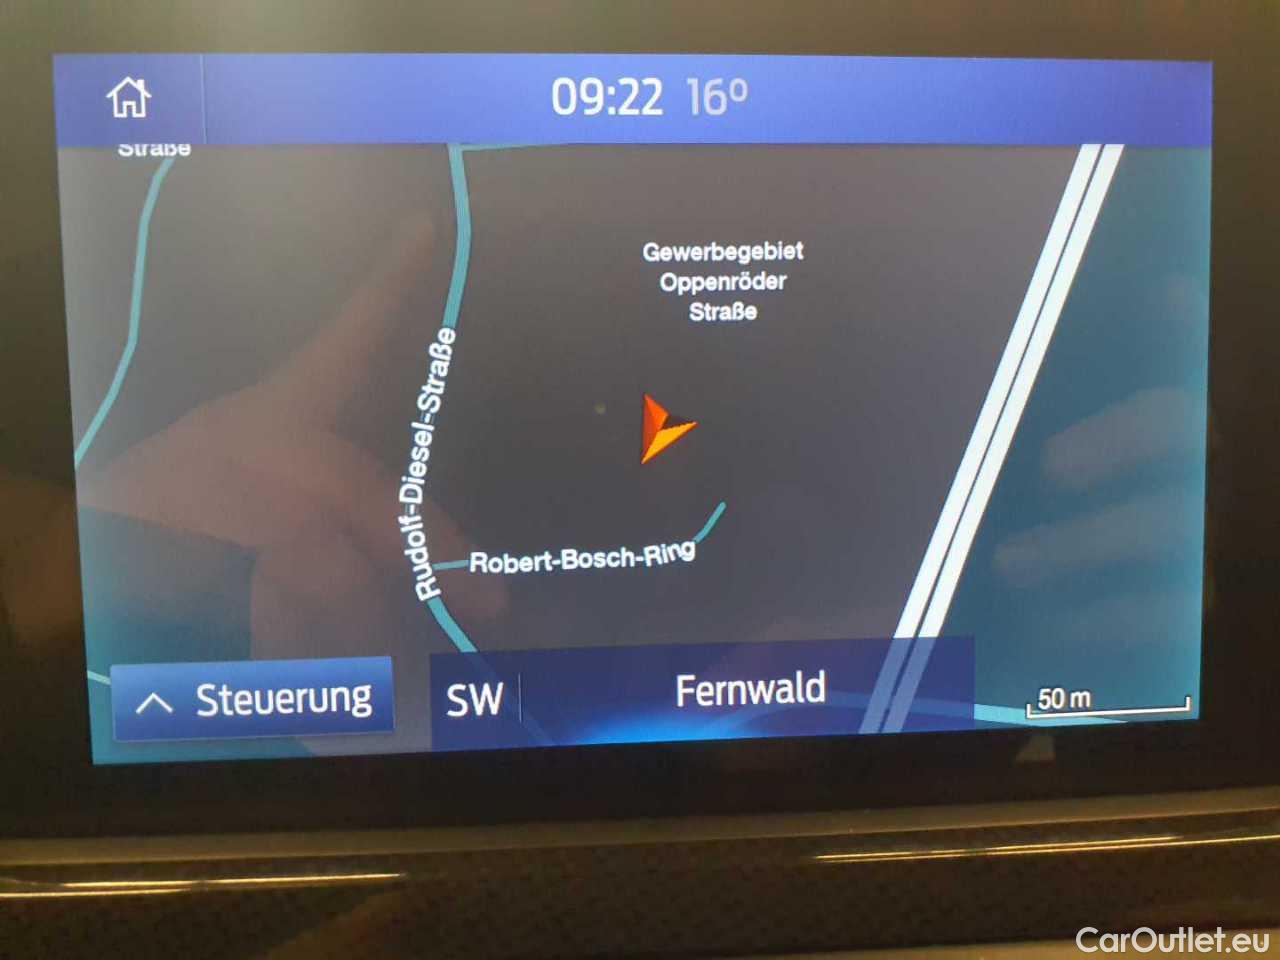 09:22 16°
Straße
Gewerbegebiet
Oppenröder
Straße
Rudolf-Diesel-Straße
Robert-Bosch-Ring
Steuerung
SW
Fernwald
50 m
CarOutlet.eu